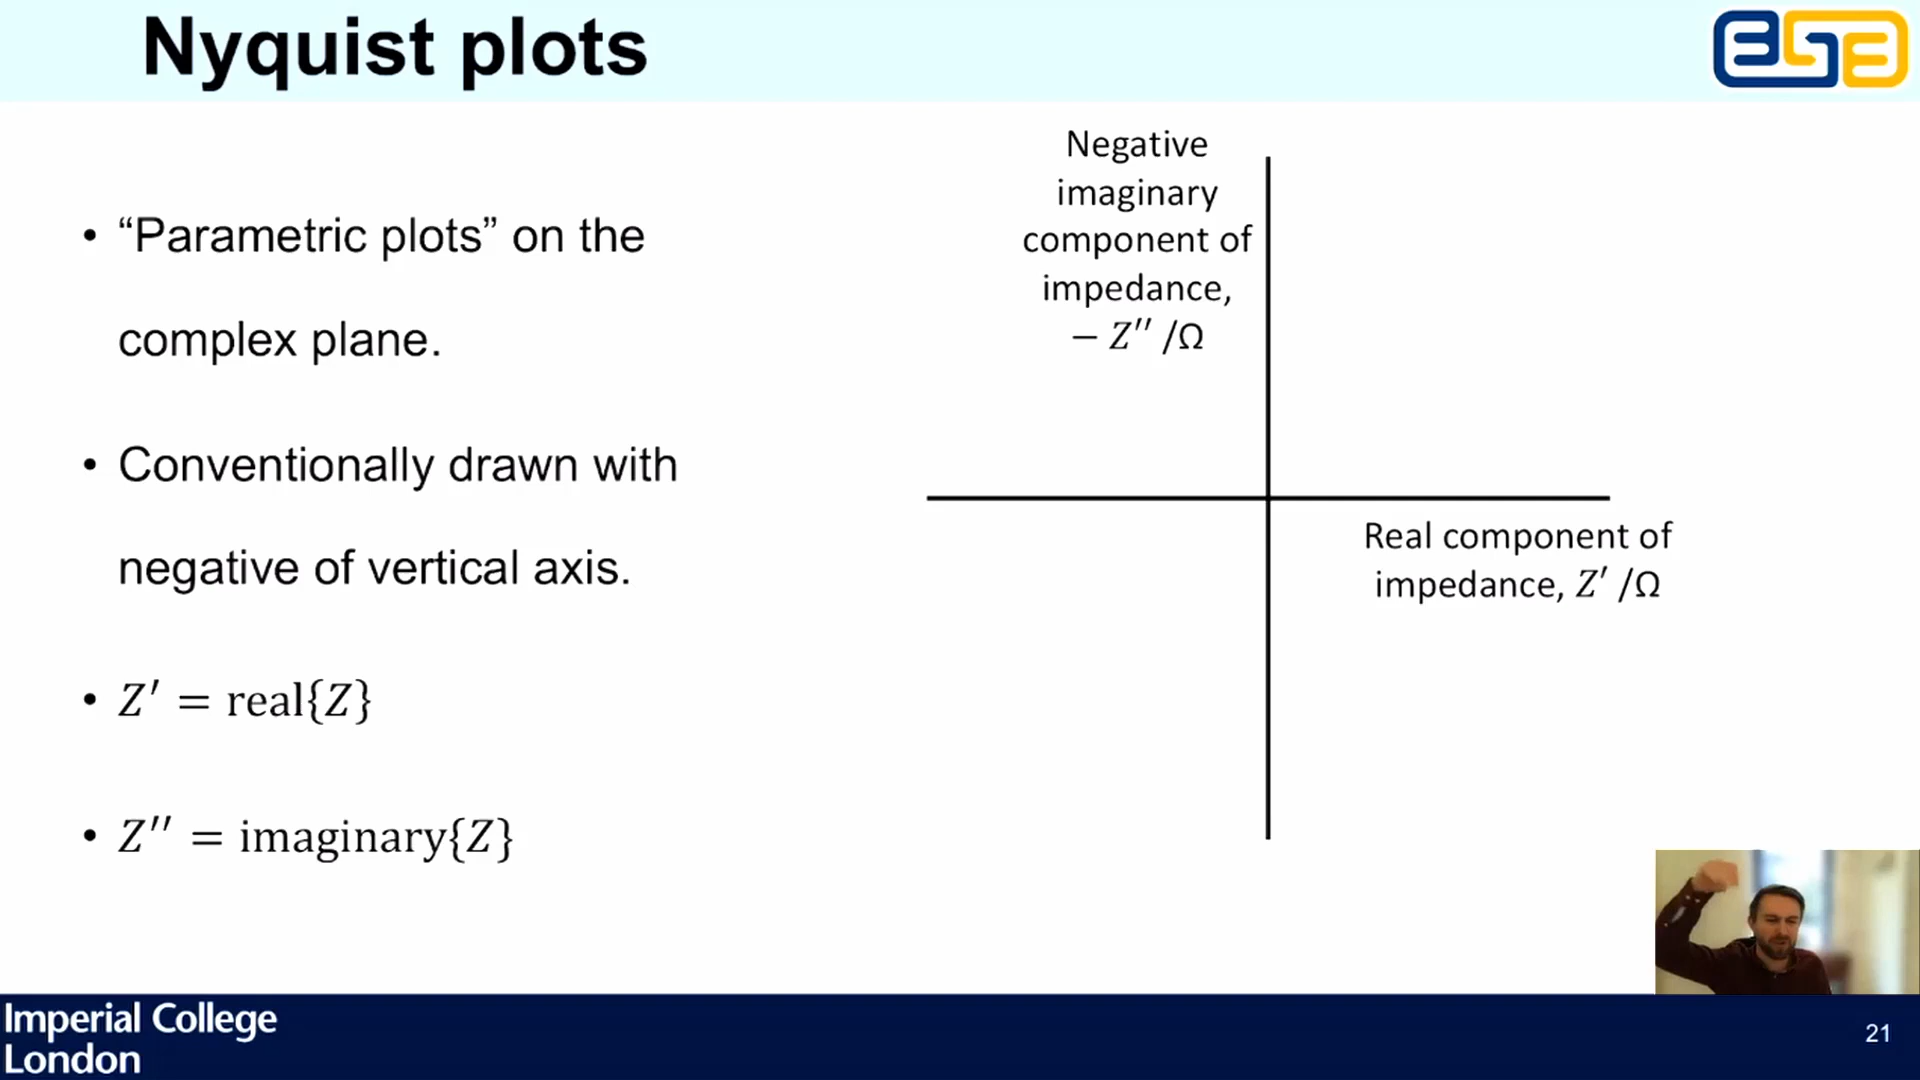 Nyquist plots
• “Parametric plots” on the
complex plane.
• Conventionally drawn with
negative of vertical axis.
• Z′ = real{Z}
• Z′′ = imaginary{Z}
Negative
imaginary
component of
impedance,
− Z′′ /Ω
Real component of
impedance, Z′ /Ω
Imperial College
London
21